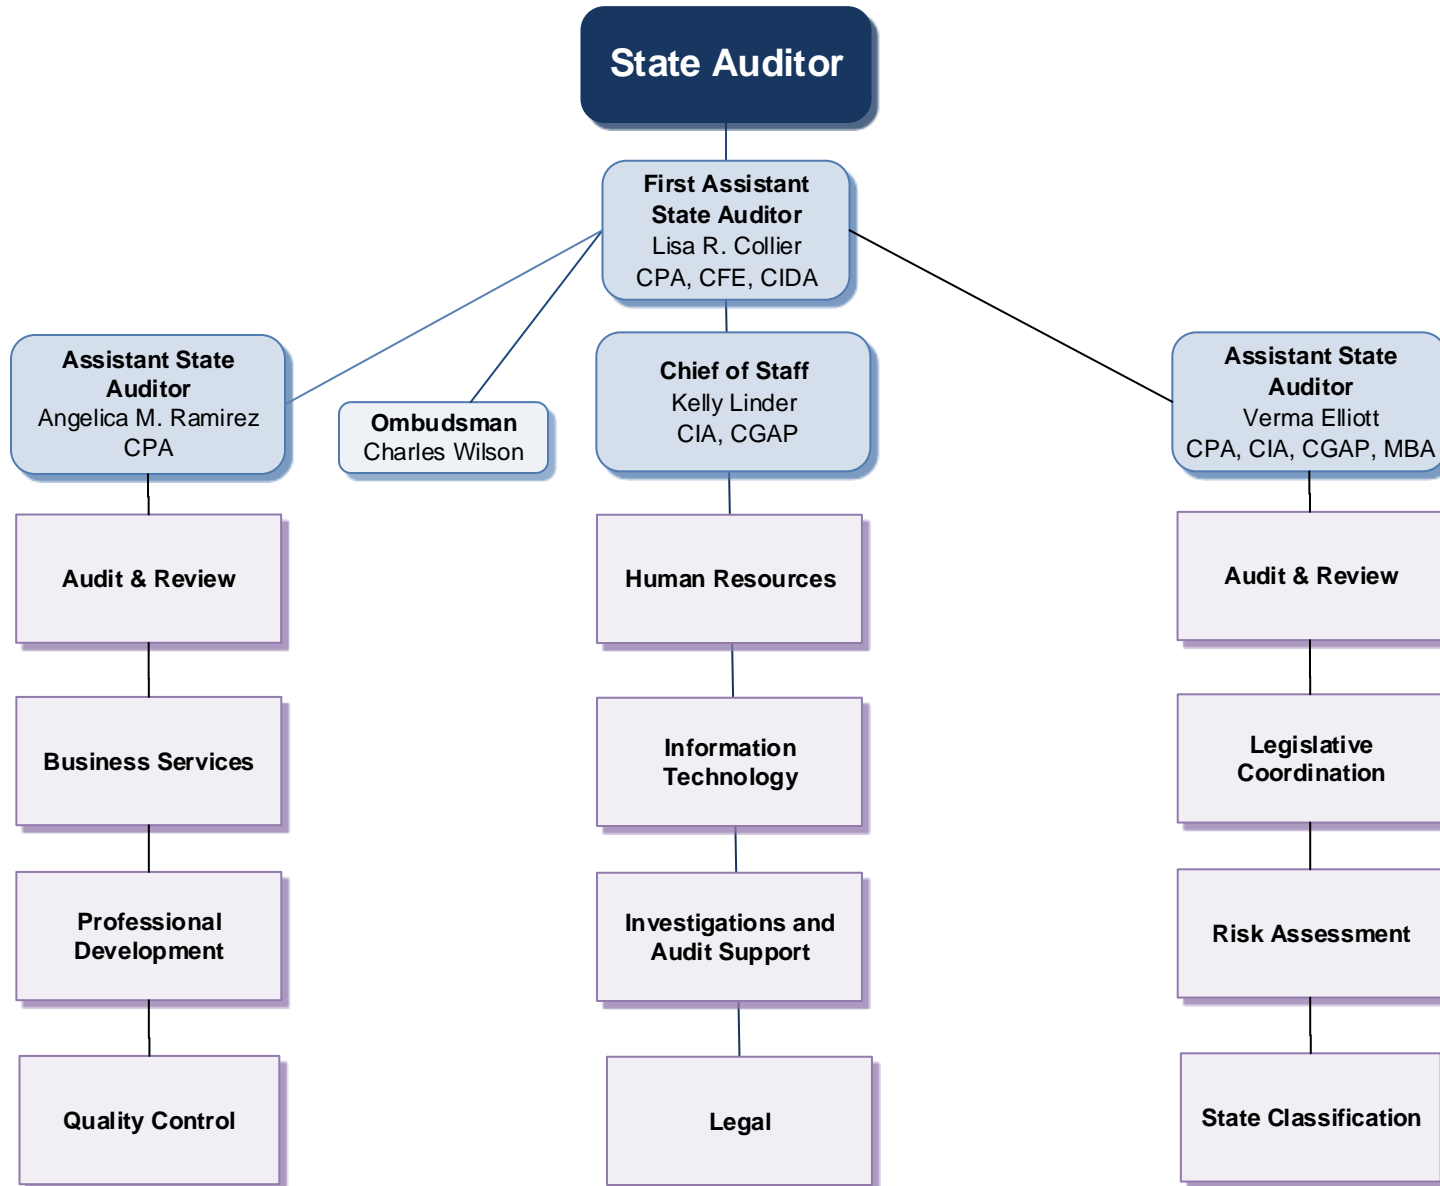 State Auditor
First Assistant
State Auditor
Lisa R. Collier
CPA, CFE, CIDA
Assistant State
Auditor
Angelica M. Ramirez
CPA
Ombudsman
Charles Wilson
Chief of Staff
Kelly Linder
CIA, CGAP
Assistant State
Auditor
Verma Elliott
CPA, CIA, CGAP, MBA
Audit & Review
Business Services
Professional
Development
Quality Control
Human Resources
Information
Technology
Investigations and
Audit Support
Legal
Audit & Review
Legislative
Coordination
Risk Assessment
State Classification